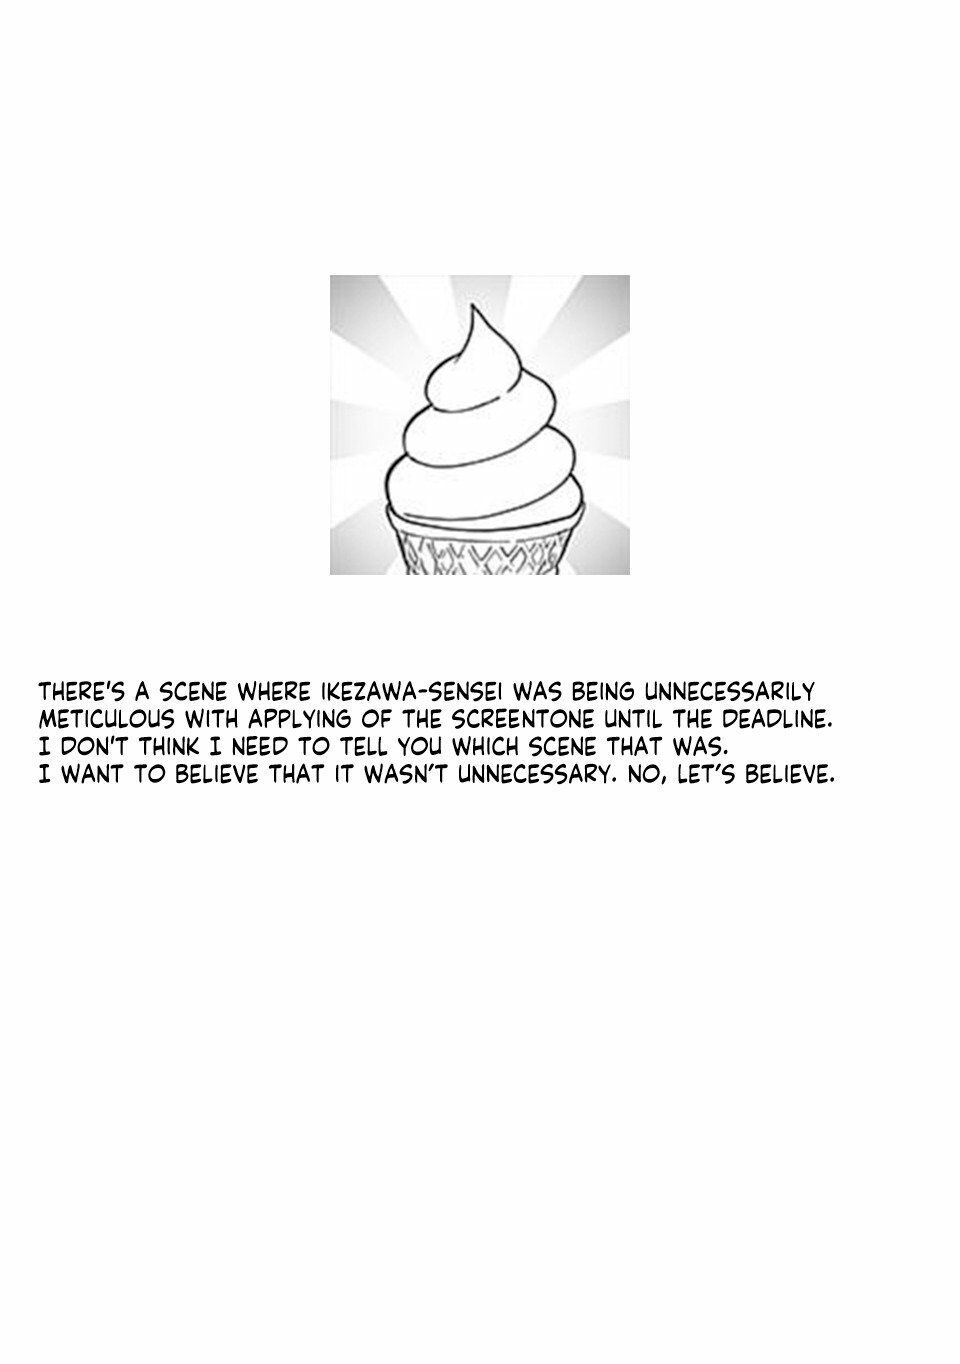 THERE'S A SCENE WHERE IKEZAWA-SENSEI WAS BEING UNNECESSARILY
METICULOUS WITH APPLYING OF THE SCREENTONE UNTIL THE DEADLINE.
I DON'T THINK I NEED TO TELL YOU WHICH SCENE THAT WAS.
I WANT TO BELIEVE THAT IT WASN'T UNNECESSARY. NO, LET'S BELIEVE.